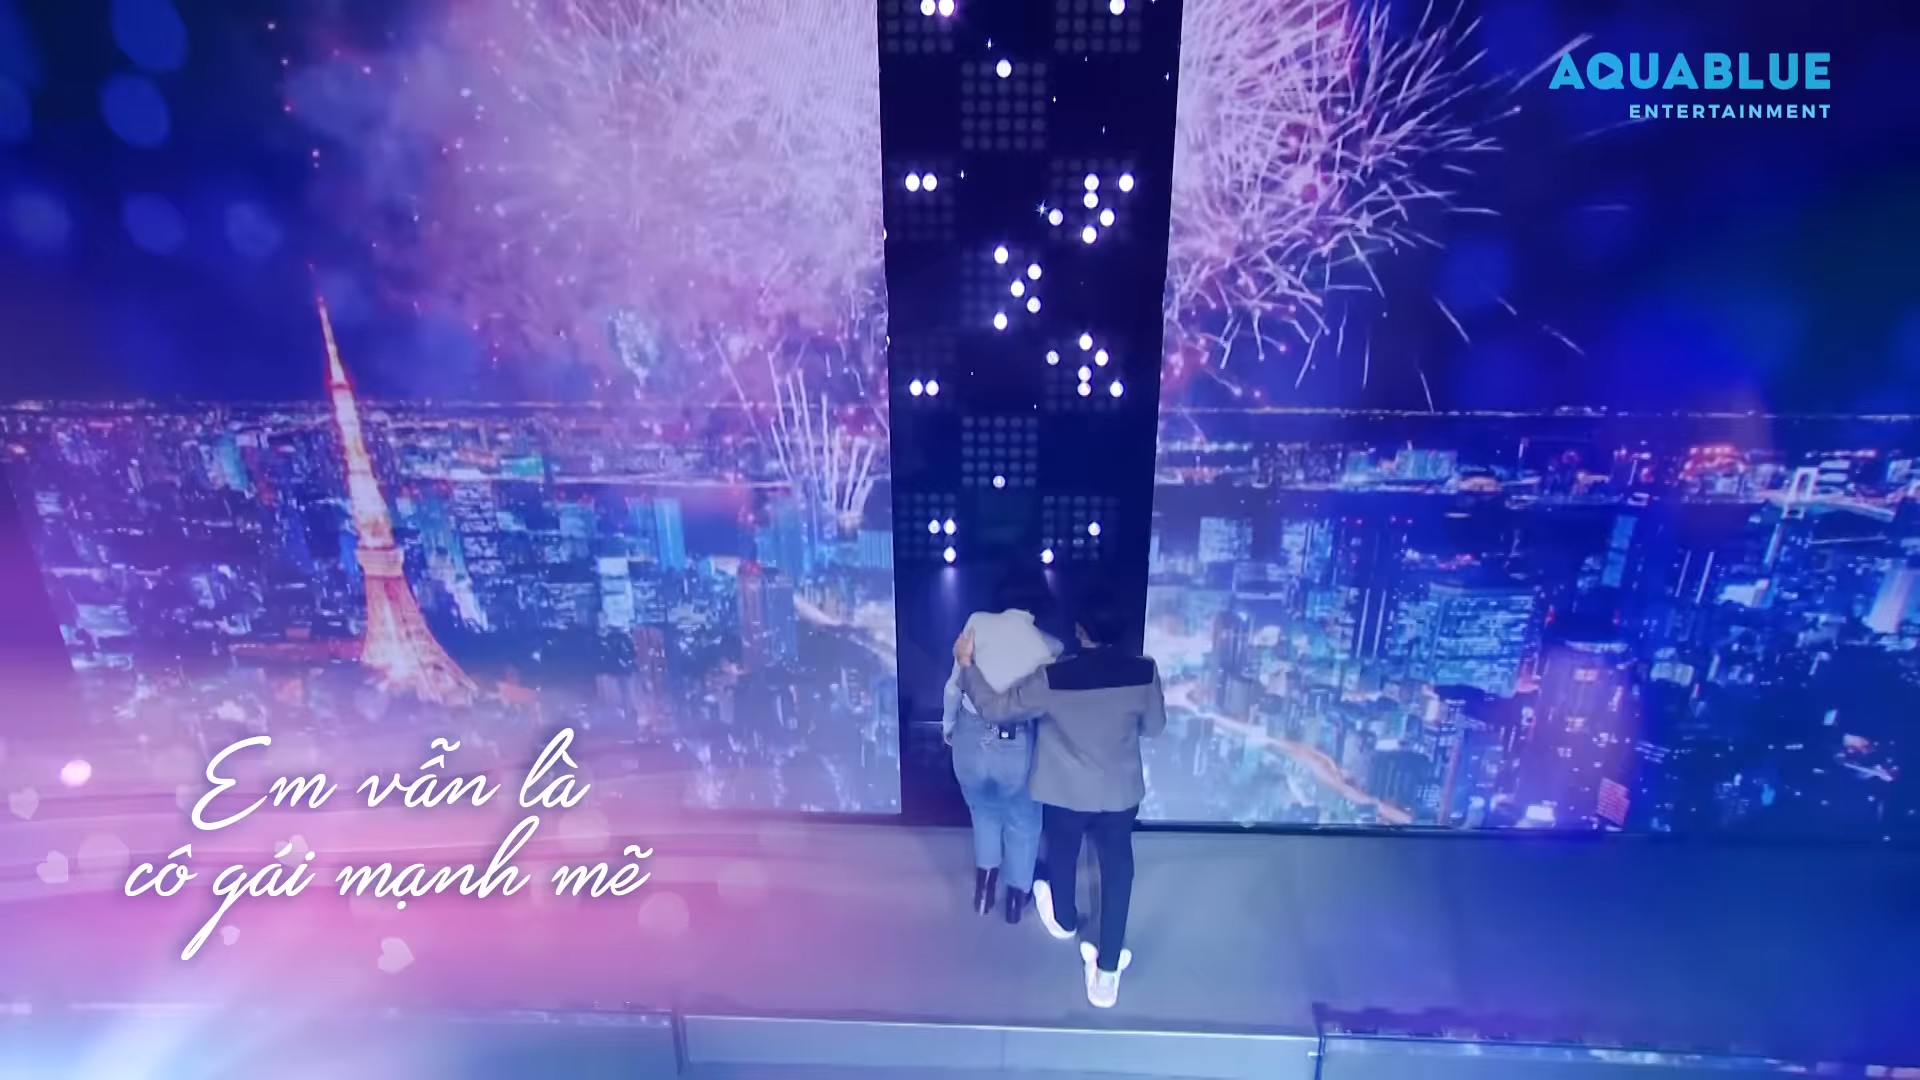 AQUABLUE
ENTERTAINMENT
Em vẫn là
cô gái mạnh mẽ